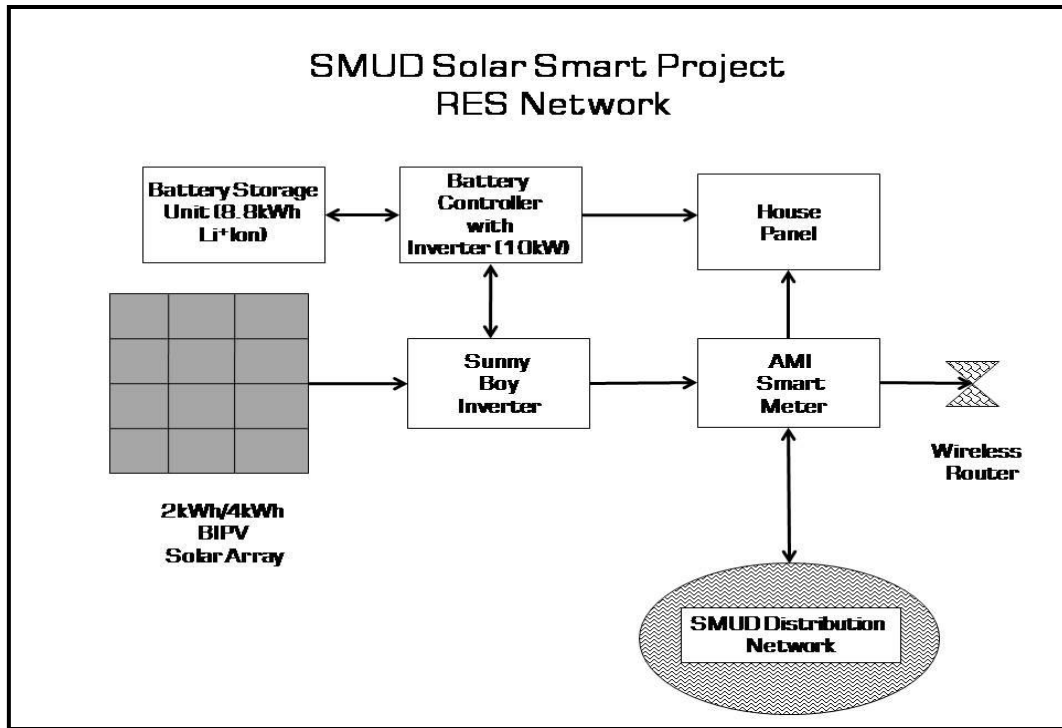 SMUD Solar Smart Project
RES Network
Battery Storage
Unit (8.8kWh
Li⁺Ion)
Battery
Controller
with
Inverter (10kW)
House
Panel
Sunny
Boy
Inverter
AMI
Smart
Meter
Wireless
Router
2kWh/4kWh
BIPV
Solar Array
SMUD Distribution
Network